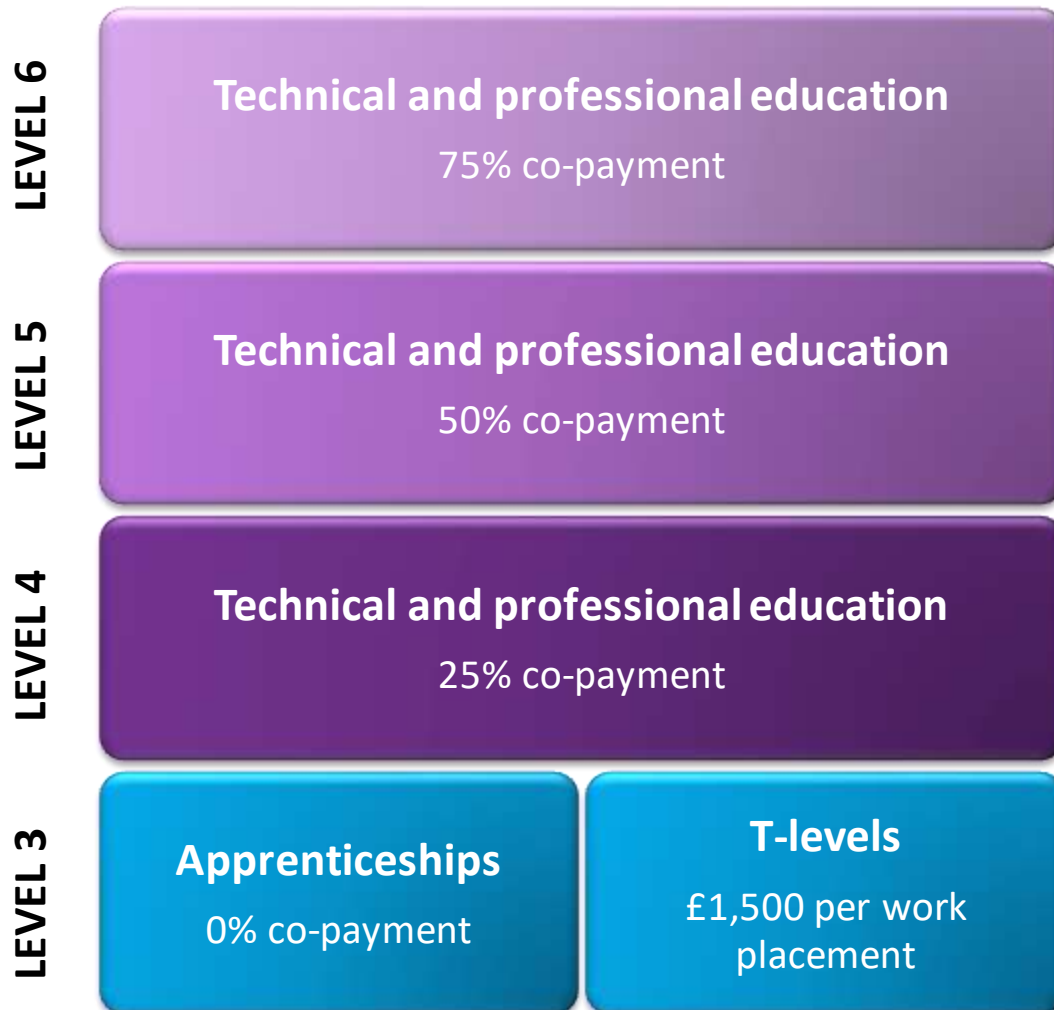 LEVEL 6
Technical and professional education
75% co-payment
LEVEL 5
Technical and professional education
50% co-payment
LEVEL 4
Technical and professional education
25% co-payment
LEVEL 3
Apprenticeships
0% co-payment
T-levels
£1,500 per work
placement